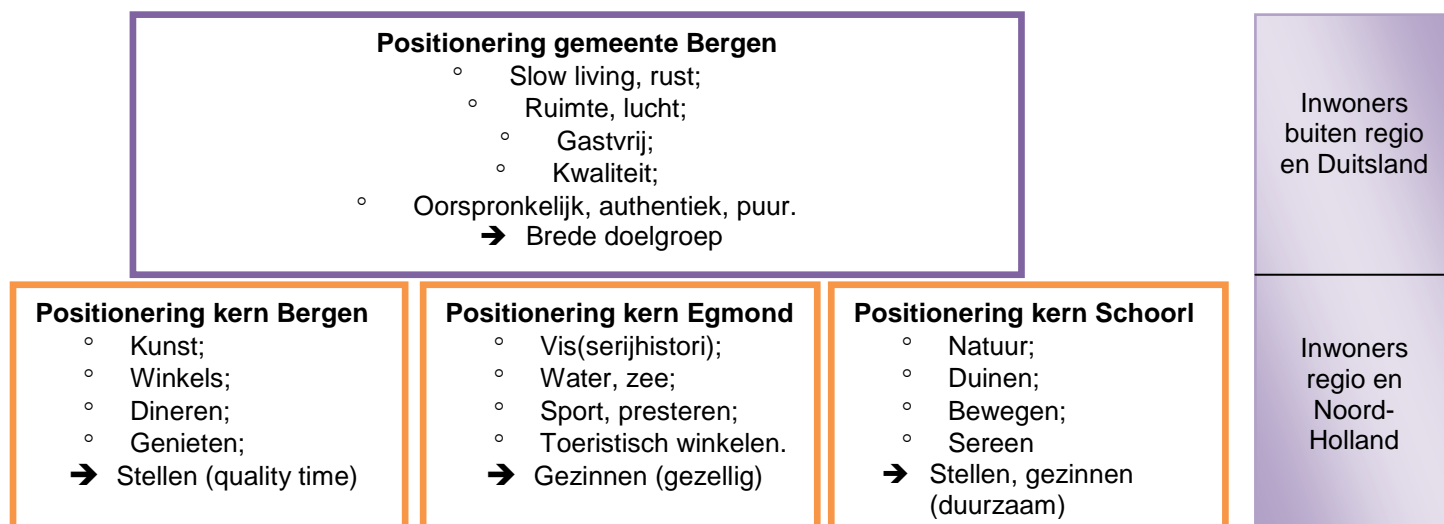 Positionering gemeente Bergen
° Slow living, rust;
° Ruimte, lucht;
° Gastvrij;
° Kwaliteit;
° Oorspronkelijk, authentiek, puur.
➔ Brede doelgroep
Inwoners
buiten regio
en Duitsland
Positionering kern Bergen
° Kunst;
° Winkels;
° Dineren;
° Genieten;
➔ Stellen (quality time)
Positionering kern Egmond
° Vis(serijhistori);
° Water, zee;
° Sport, presteren;
° Toeristisch winkelen.
➔ Gezinnen (gezellig)
Positionering kern Schoorl
° Natuur;
° Duinen;
° Bewegen;
° Sereen
➔ Stellen, gezinnen
(duurzaam)
Inwoners
regio en
Noord-
Holland